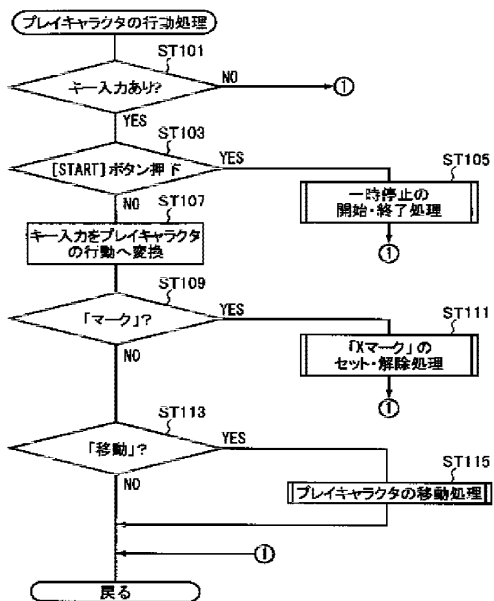 プレイキャラクタの行動処理
ST101
キー入力あり?
NO
①
YES
ST103
[START]ボタン押下
YES
ST105
一時停止の
開始・終了処理
①
NO
ST107
キー入力をプレイキャラクタ
の行動へ変換
ST109
「マーク」?
YES
ST111
「Xマーク」の
セット・解除処理
①
NO
ST113
「移動」?
YES
ST115
プレイキャラクタの移動処理
NO
①
戻る